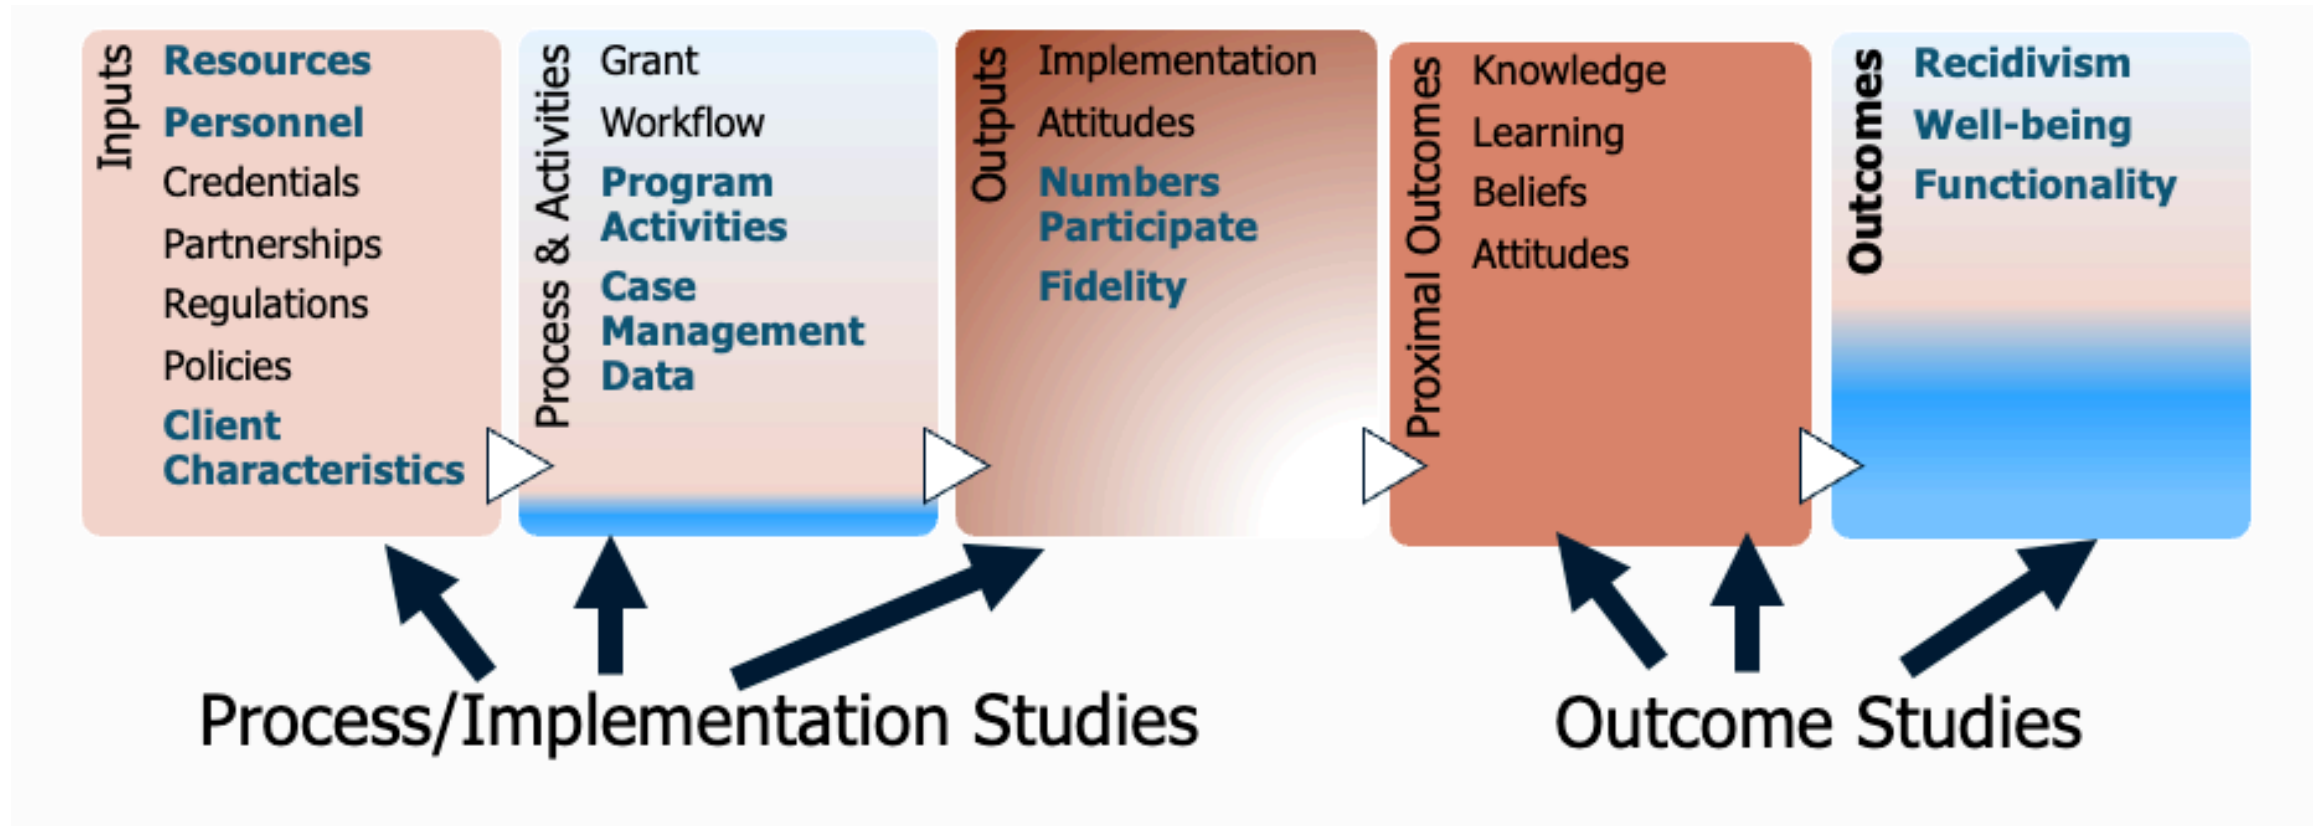 Inputs
Resources
Personnel
Credentials
Partnerships
Regulations
Policies
Client
Characteristics
Process & Activities
Grant
Workflow
Program
Activities
Case
Management
Data
Outputs
Implementation
Attitudes
Numbers
Participate
Fidelity
Proximal Outcomes
Knowledge
Learning
Beliefs
Attitudes
Outcomes
Recidivism
Well-being
Functionality
Process/Implementation Studies
Outcome Studies